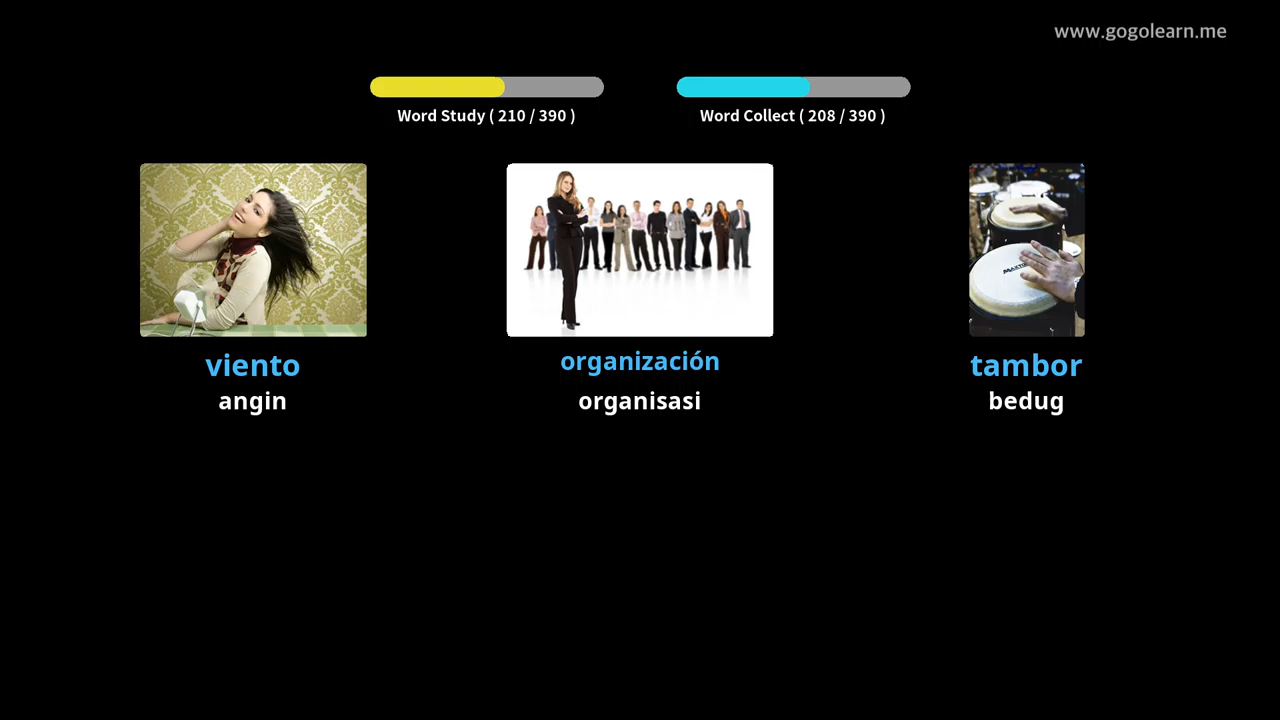 www.gogolearn.me
Word Study ( 210 / 390 )
Word Collect ( 208 / 390 )
viento
angin
organización
organisasi
tambor
bedug